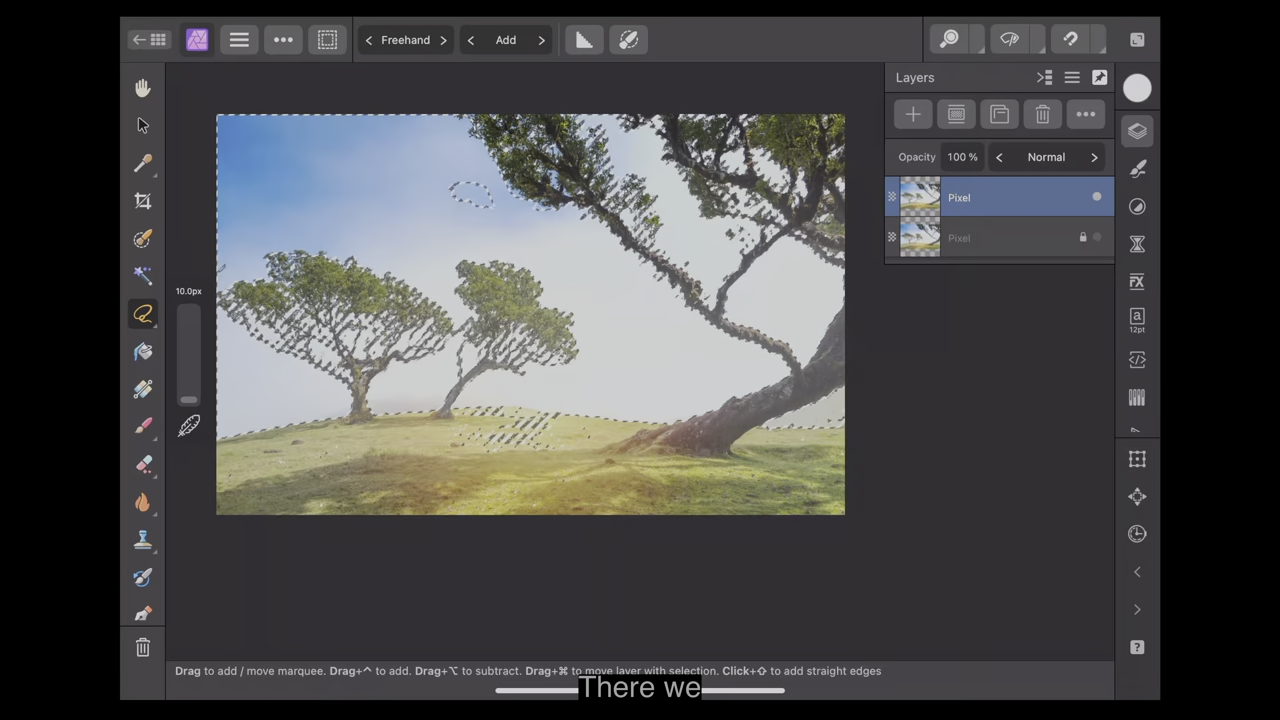 Freehand
Add
Layers
Opacity 100 % Normal
Pixel
Pixel
10.0px
FX
a
12pt
?
Drag to add / move marquee. Drag+^ to add. Drag+⌥ to subtract. Drag+⌘ to move layer with selection. Click+⇧ to add straight edges
There we